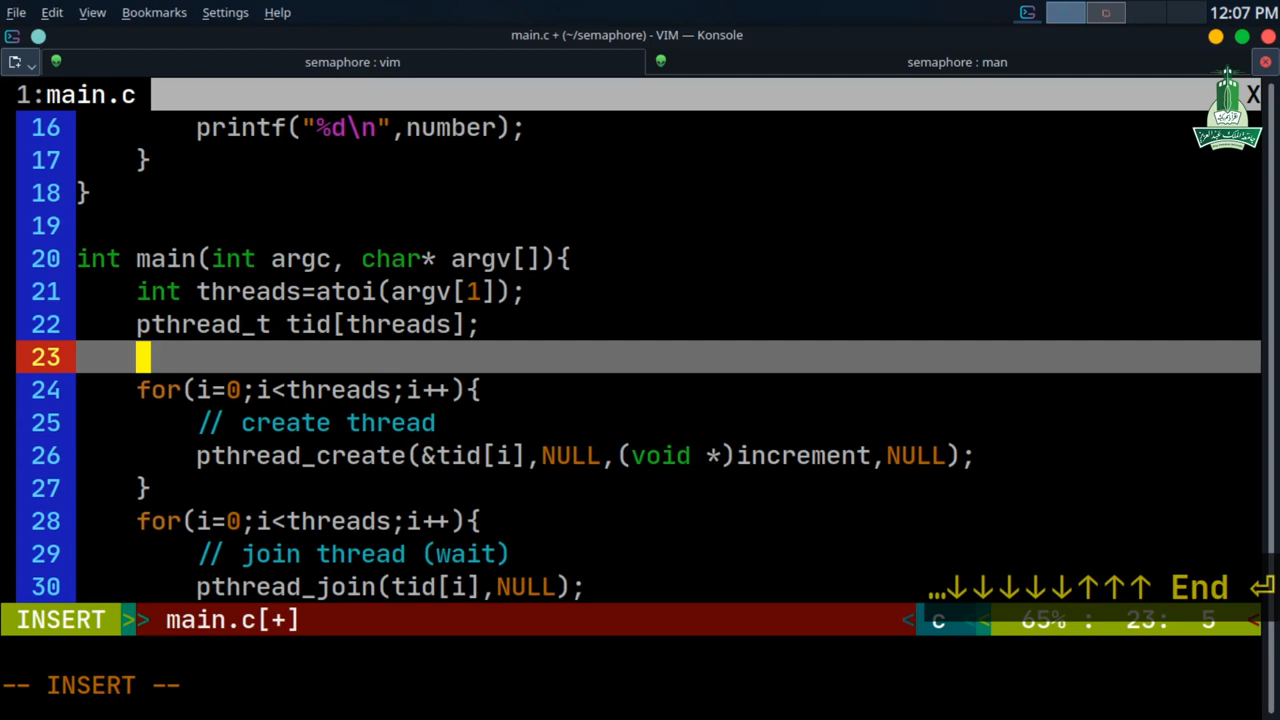 File Edit View Bookmarks Settings Help
12:07 PM
main.c + (~/semaphore) - VIM — Konsole
semaphore : vim
semaphore : man
1:main.c
X
16 printf("%d\n",number);
17 }
18 }
19
20 int main(int argc, char* argv[]){
21 int threads=atoi(argv[1]);
22 pthread_t tid[threads];
23
24 for(i=0;i<threads;i++){
25 // create thread
26 pthread_create(&tid[i],NULL,(void *)increment,NULL);
27 }
28 for(i=0;i<threads;i++){
29 // join thread (wait)
30 pthread_join(tid[i],NULL);
…↓↓↓↓↓↑↑↑ End ⏎
INSERT >> main.c[+] < c < 65% : 23: 5 <
-- INSERT --